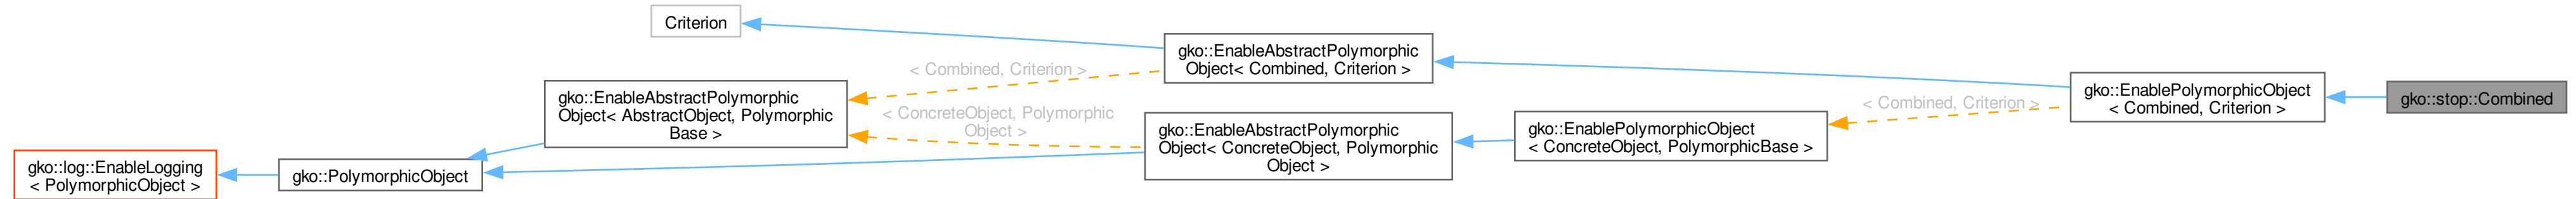 Criterion
gko::EnableAbstractPolymorphic
Object< Combined, Criterion >
< Combined, Criterion >
gko::EnableAbstractPolymorphic
Object< AbstractObject, Polymorphic
Base >
< ConcreteObject, Polymorphic
Object >
gko::EnableAbstractPolymorphic
Object< ConcreteObject, Polymorphic
Object >
gko::EnablePolymorphicObject
< ConcreteObject, PolymorphicBase >
< Combined, Criterion >
gko::EnablePolymorphicObject
< Combined, Criterion >
gko::stop::Combined
gko::log::EnableLogging
< PolymorphicObject >
gko::PolymorphicObject